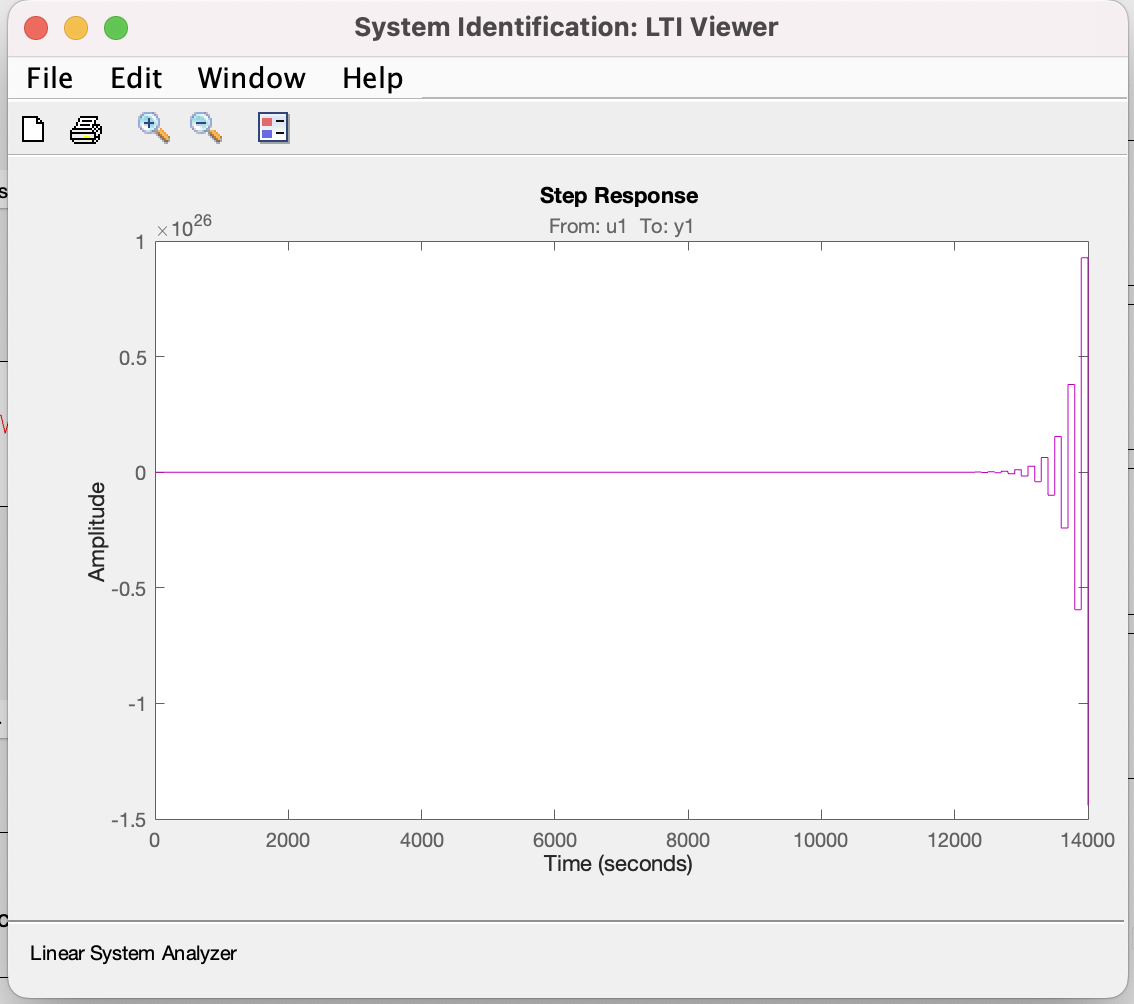 System Identification: LTI Viewer
File Edit Window Help
Step Response
From: u1 To: y1
×10^26
1
0.5
0
-0.5
-1
-1.5
Amplitude
0 2000 4000 6000 8000 10000 12000 14000
Time (seconds)
Linear System Analyzer